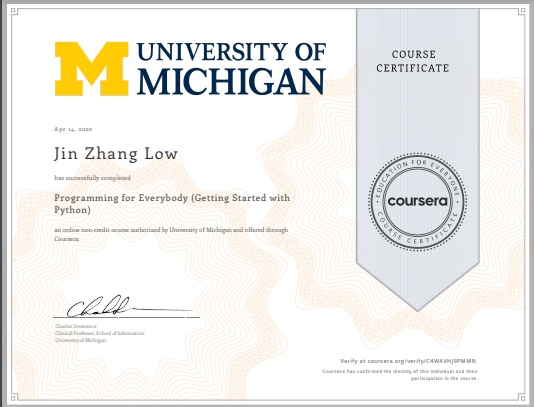 M UNIVERSITY OF
MICHIGAN
COURSE
CERTIFICATE
Apr 14, 2020
Jin Zhang Low
has successfully completed
Programming for Everybody (Getting Started with
Python)
an online non-credit course authorized by University of Michigan and offered through
Coursera
EDUCATION FOR EVERYONE
coursera
COURSE CERTIFICATE
Charles Severance
Clinical Professor, School of Information
University of Michigan
Verify at coursera.org/verify/C4WAVHJ9PMMN
Coursera has confirmed the identity of this individual and their
participation in the course.